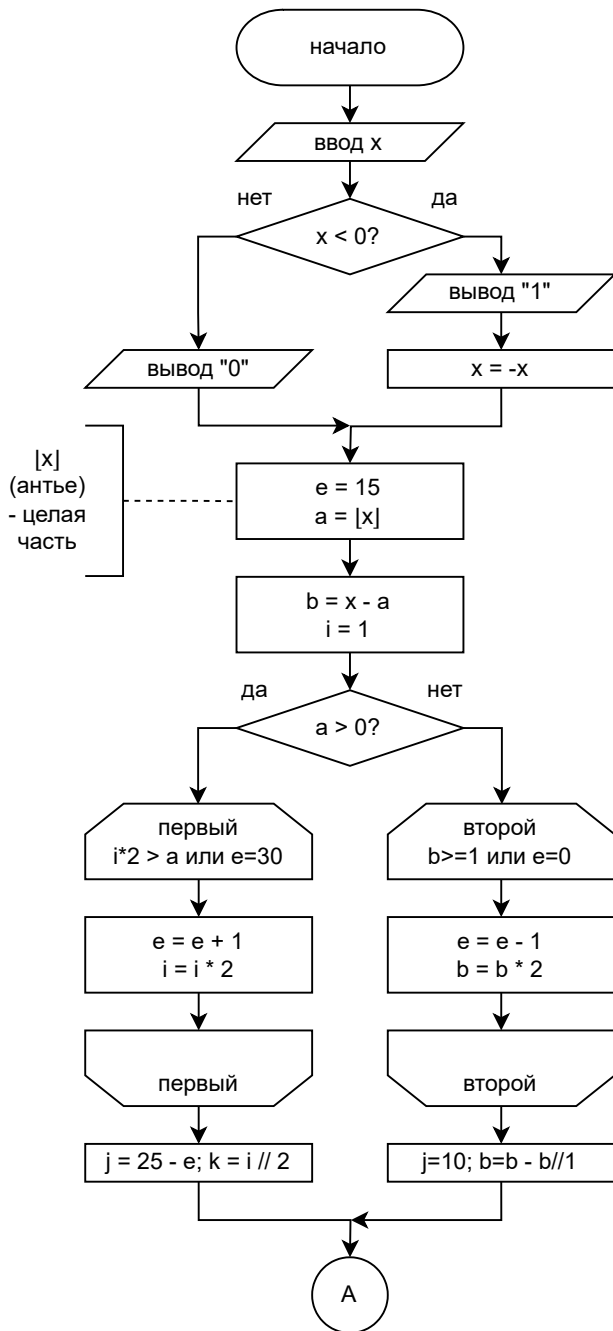 начало
ввод x
нет
да
x < 0?
вывод "1"
вывод "0"
x = -x
⌊x⌋
(антье)
- целая
часть
e = 15
a = ⌊x⌋
b = x - a
i = 1
да
нет
a > 0?
первый
i*2 > a или e=30
второй
b>=1 или e=0
e = e + 1
i = i * 2
e = e - 1
b = b * 2
первый
второй
j = 25 - e; k = i // 2
j=10; b=b - b//1
A